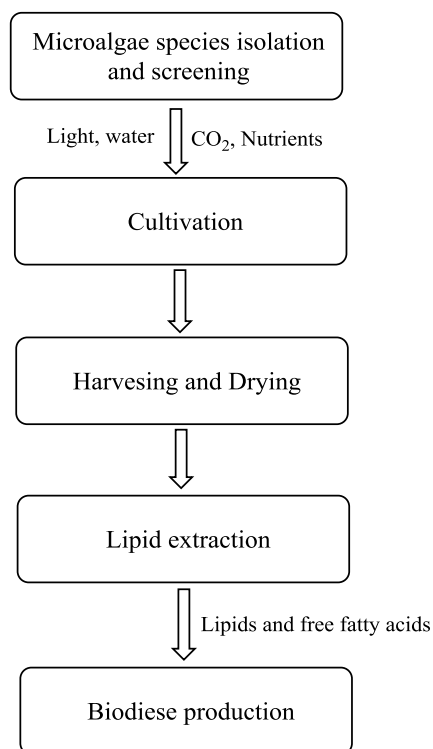 Microalgae species isolation
and screening
Light, water
CO₂, Nutrients
Cultivation
Harvesing and Drying
Lipid extraction
Lipids and free fatty acids
Biodiese production